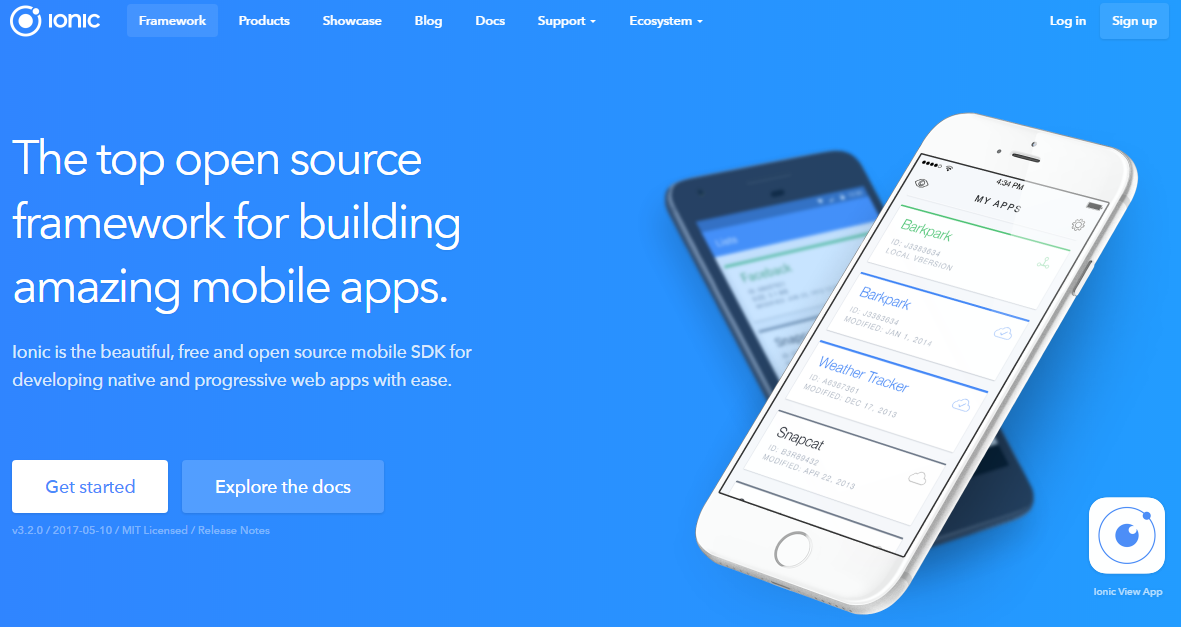 IONIC
Framework
Products
Showcase
Blog
Docs
Support
Ecosystem
Log in
Sign up
The top open source
framework for building
amazing mobile apps.
Ionic is the beautiful, free and open source mobile SDK for
developing native and progressive web apps with ease.
Get started
Explore the docs
v3.2.0 / 2017-05-10 / MIT Licensed / Release Notes
Lists
Faceback
Snapcat
4:34 PM
MY APPS
Barkpark
ID: J3383634
LOCAL VRERSION
Barkpark
ID: J3383634
MODIFIED: JAN 1, 2014
Weather Tracker
ID: A6367361
MODIFIED: DEC 17, 2013
Snapcat
ID: B3R89432
MODIFIED: APR 22, 2013
Ionic View App